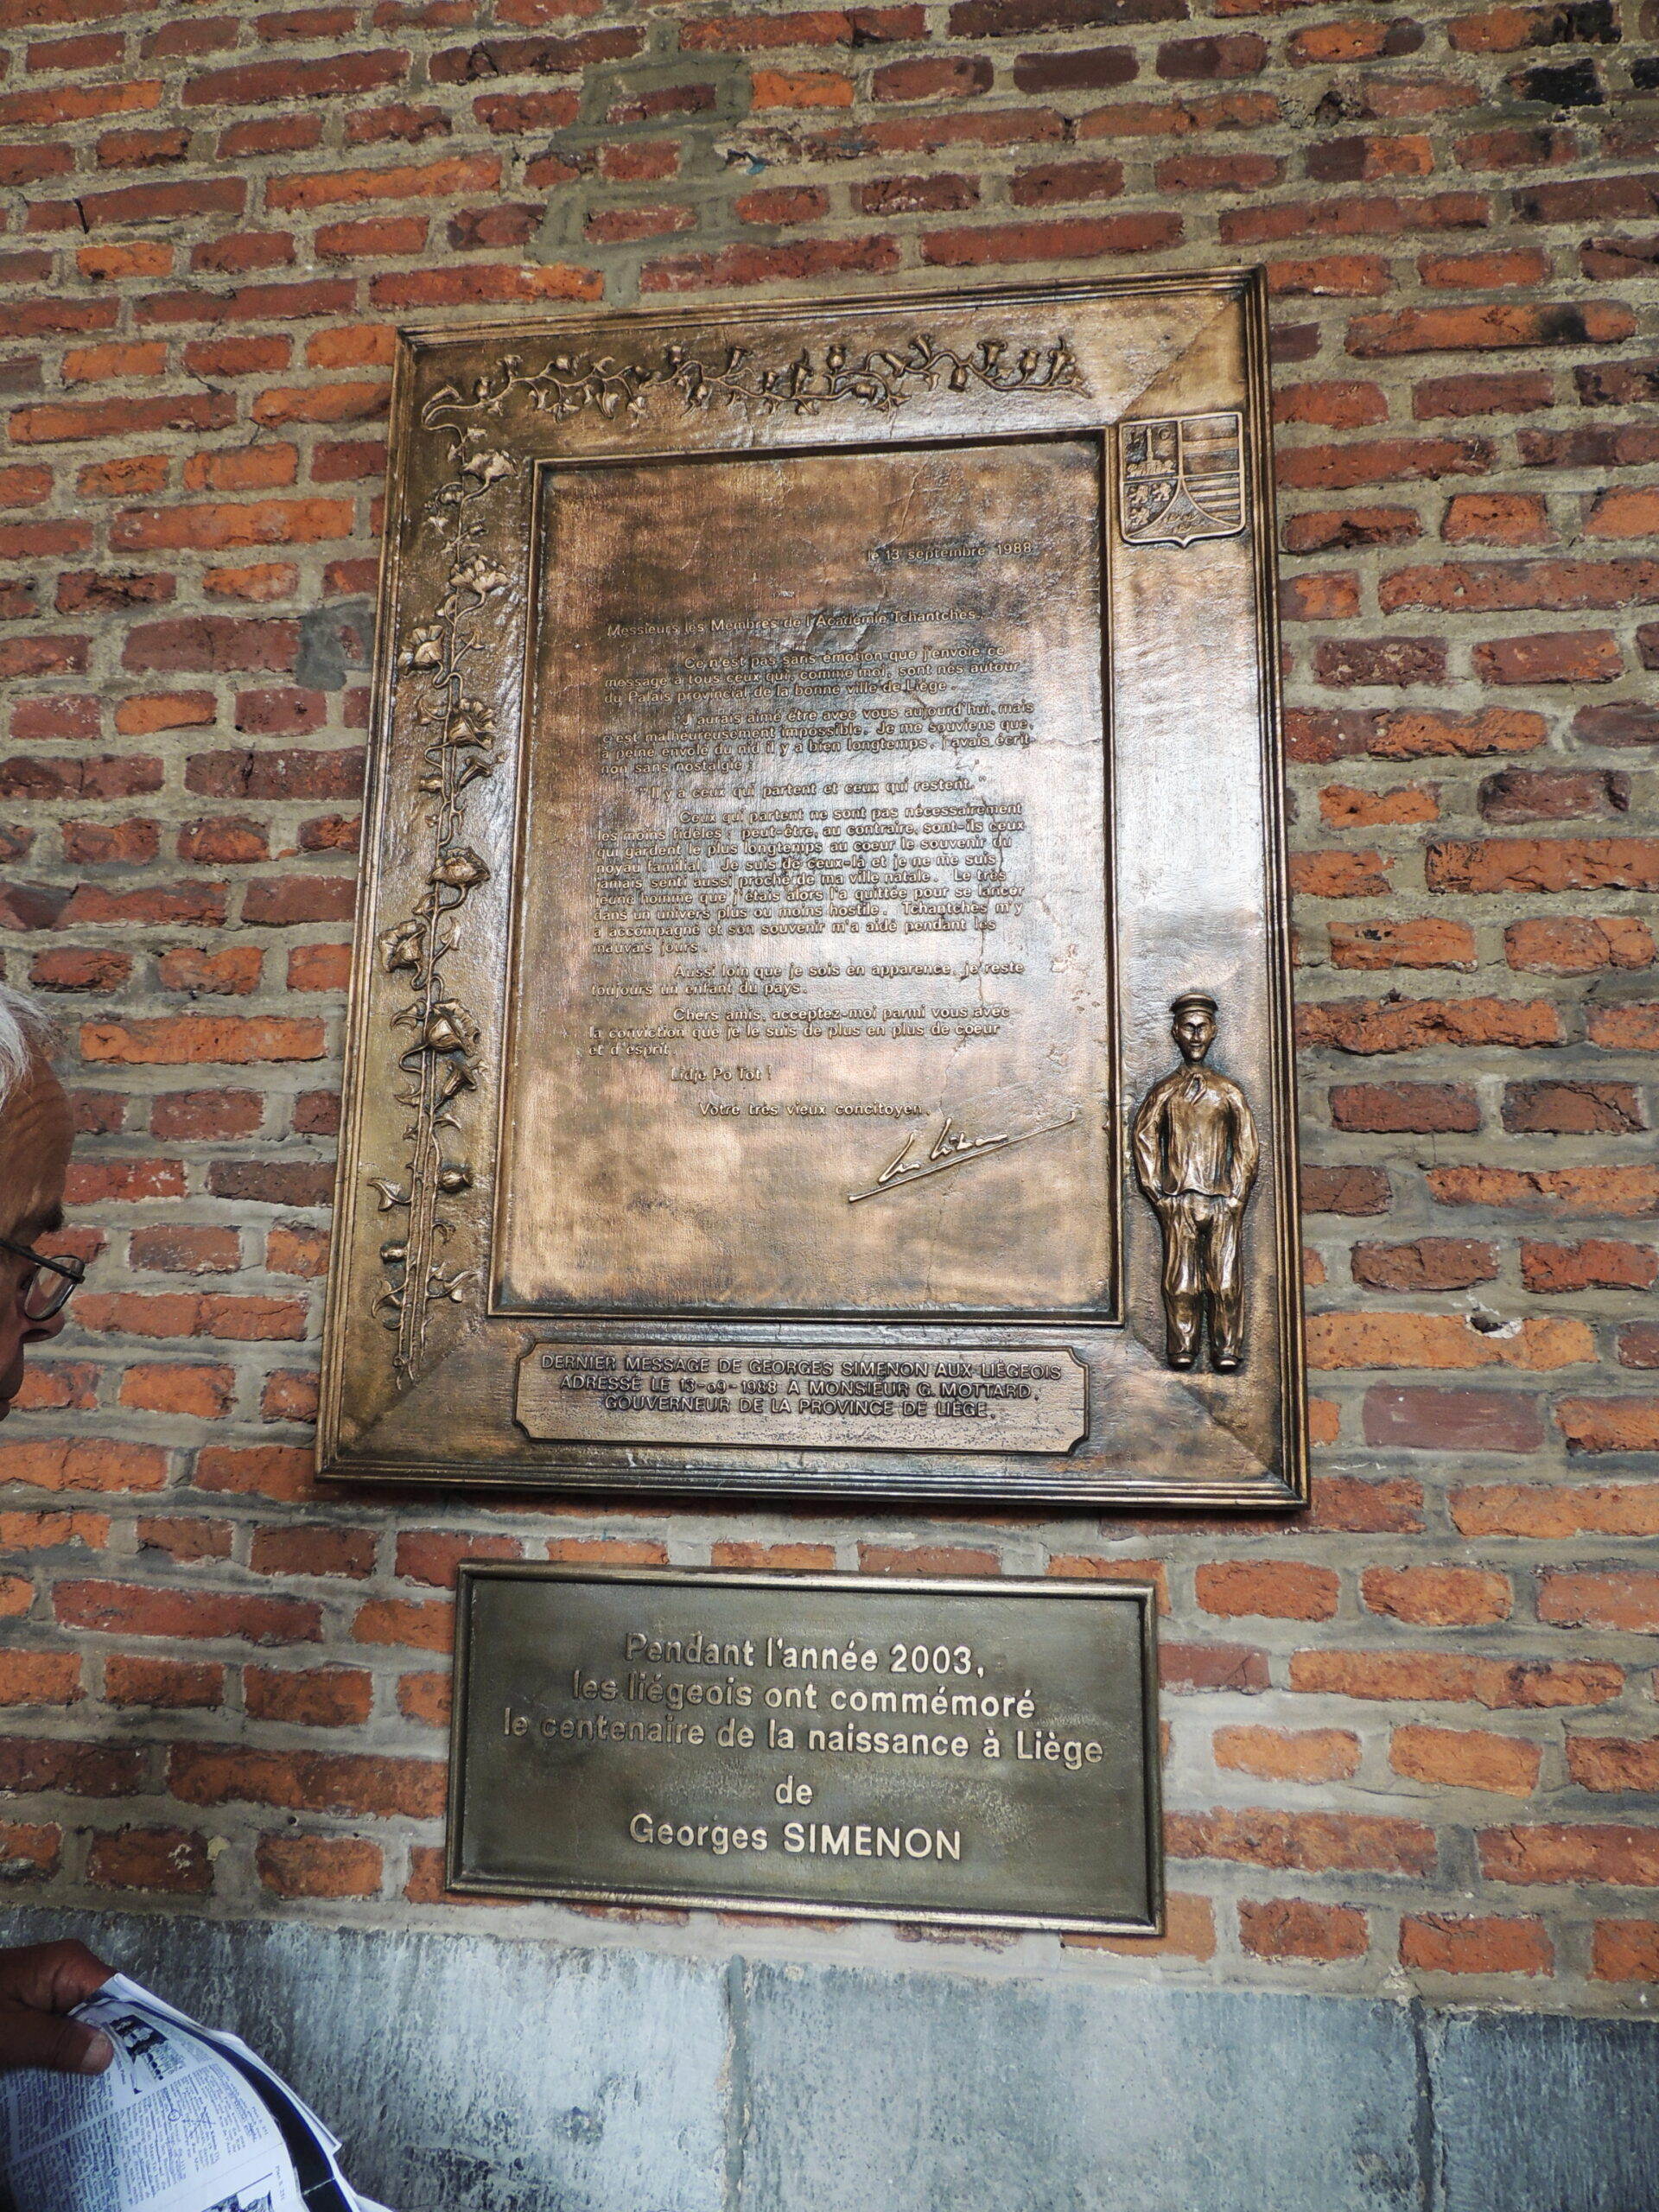 le 13 septembre 1988
Messieurs les Membres de l'Académie Tchantchès.
Ce n'est pas sans émotion que j'envoie ce
message à tous ceux qui, comme moi, sont nés autour
du Palais provincial de la bonne ville de Liège.
J'aurais aimé être avec vous aujourd'hui, mais
c'est malheureusement impossible. Je me souviens que,
à peine envolé du nid il y a bien longtemps, j'avais écrit
non sans nostalgie :
"Il y a ceux qui partent et ceux qui restent."
Ceux qui partent ne sont pas nécessairement
les moins fidèles; peut-être, au contraire, sont-ils ceux
qui gardent le plus longtemps au coeur le souvenir du
noyau familial. Je suis de ceux-là et je ne me suis
jamais senti aussi proche de ma ville natale. Le très
jeune homme que j'étais alors l'a quittée pour se lancer
dans un univers plus ou moins hostile. Tchantchès m'y
a accompagné et son souvenir m'a aidé pendant les
mauvais jours.
Aussi loin que je sois en apparence, je reste
toujours un enfant du pays.
Chers amis, acceptez-moi parmi vous avec
la conviction que je le suis de plus en plus de coeur
et d'esprit.
Lidje Po Tot !
Votre très vieux concitoyen,
DERNIER MESSAGE DE GEORGES SIMENON AUX LIÈGEOIS
ADRESSÉ LE 13-09-1988 A MONSIEUR G. MOTTARD,
GOUVERNEUR DE LA PROVINCE DE LIÈGE.
Pendant l'année 2003,
les liégeois ont commémoré
le centenaire de la naissance à Liège
de
Georges SIMENON